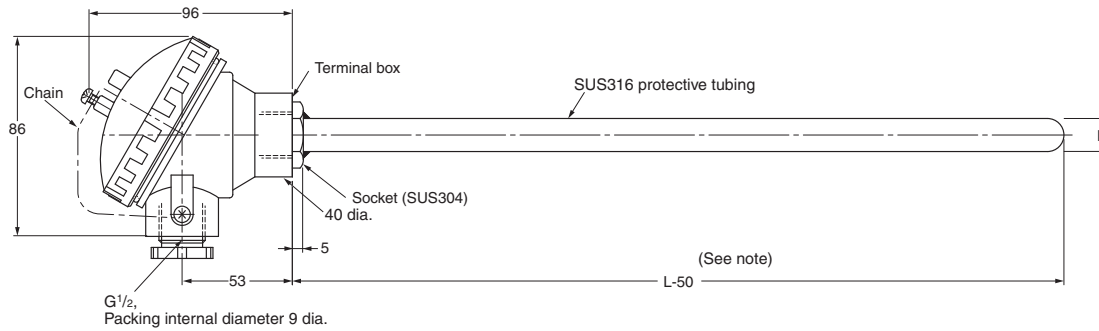 96
Terminal box
SUS316 protective tubing
Chain
86
Socket (SUS304)
40 dia.
5
(See note)
53
L-50
G1/2,
Packing internal diameter 9 dia.